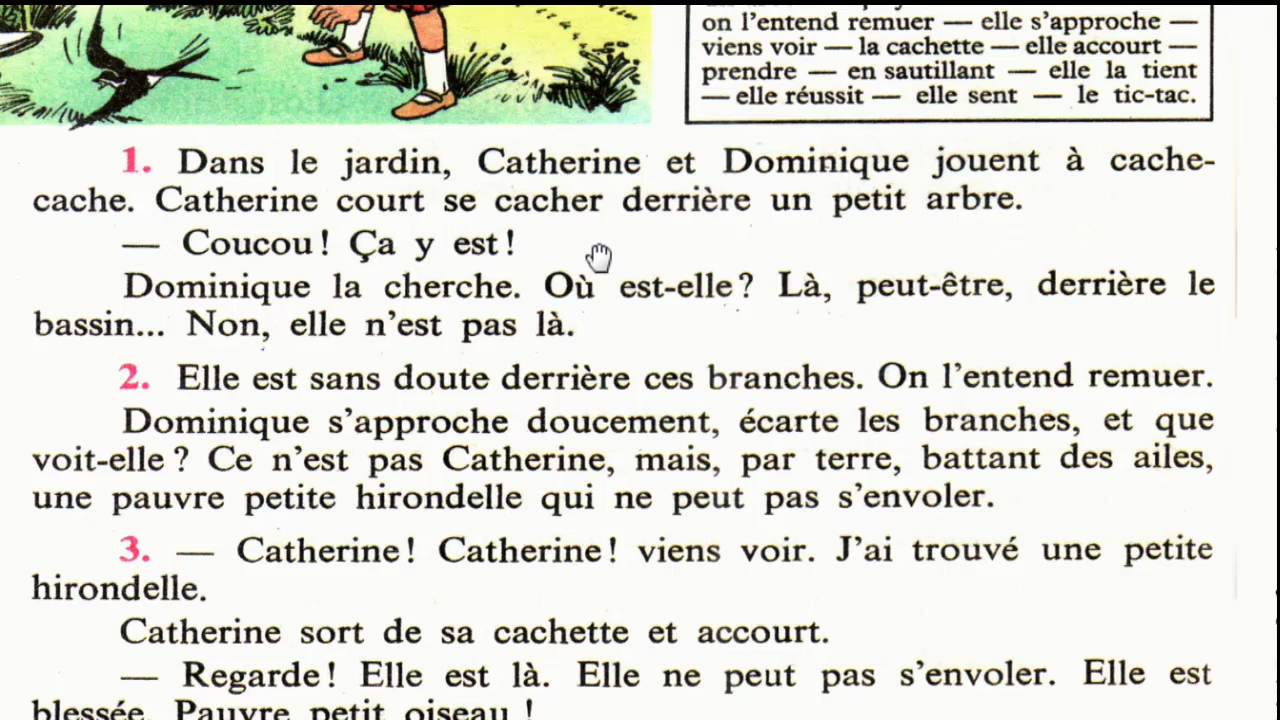 on l'entend remuer — elle s'approche —
viens voir — la cachette — elle accourt —
prendre — en sautillant — elle la tient
— elle réussit — elle sent — le tic-tac.
1. Dans le jardin, Catherine et Dominique jouent à cache-
cache. Catherine court se cacher derrière un petit arbre.
— Coucou ! Ça y est !
Dominique la cherche. Où est-elle ? Là, peut-être, derrière le
bassin... Non, elle n'est pas là.
2. Elle est sans doute derrière ces branches. On l'entend remuer.
Dominique s'approche doucement, écarte les branches, et que
voit-elle ? Ce n'est pas Catherine, mais, par terre, battant des ailes,
une pauvre petite hirondelle qui ne peut pas s'envoler.
3. — Catherine ! Catherine ! viens voir. J'ai trouvé une petite
hirondelle.
Catherine sort de sa cachette et accourt.
— Regarde ! Elle est là. Elle ne peut pas s'envoler. Elle est
blessée. Pauvre petit oiseau !